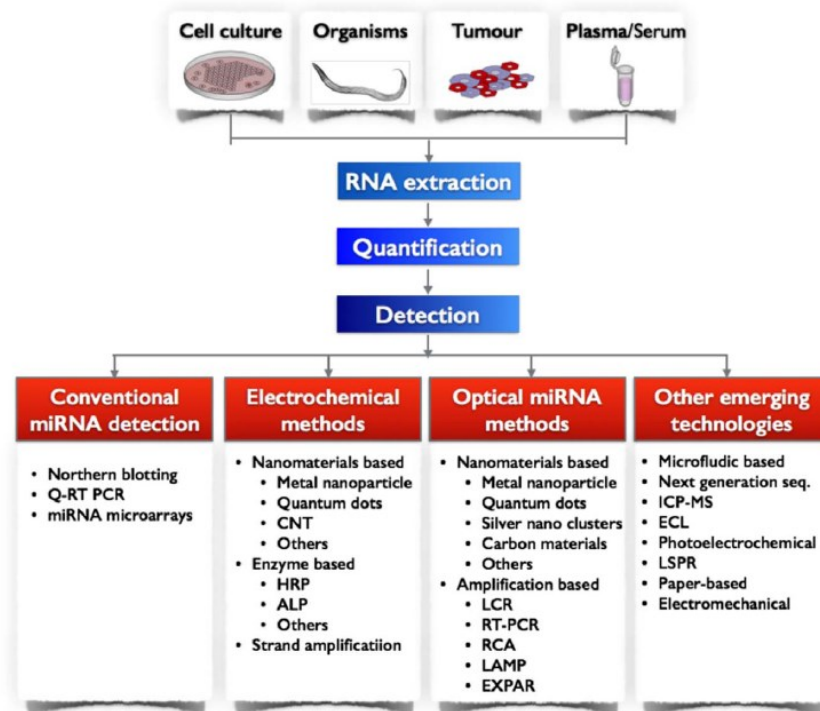 Cell culture
Organisms
Tumour
Plasma/Serum
RNA extraction
Quantification
Detection
Conventional
miRNA detection
• Northern blotting
• Q-RT PCR
• miRNA microarrays
Electrochemical
methods
• Nanomaterials based
• Metal nanoparticle
• Quantum dots
• CNT
• Others
• Enzyme based
• HRP
• ALP
• Others
• Strand amplificatiion
Optical miRNA
methods
• Nanomaterials based
• Metal nanoparticle
• Quantum dots
• Silver nano clusters
• Carbon materials
• Others
• Amplification based
• LCR
• RT-PCR
• RCA
• LAMP
• EXPAR
Other emerging
technologies
• Microfludic based
• Next generation seq.
• ICP-MS
• ECL
• Photoelectrochemical
• LSPR
• Paper-based
• Electromechanical